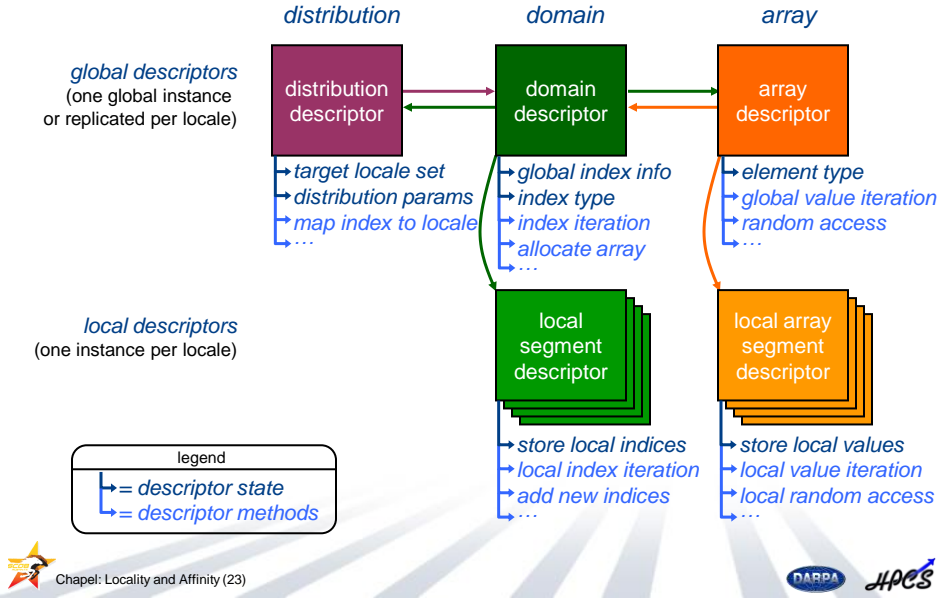 distribution
domain
array
global descriptors
(one global instance
or replicated per locale)
distribution
descriptor
domain
descriptor
array
descriptor
target locale set
distribution params
map index to locale
...
global index info
index type
index iteration
allocate array
...
element type
global value iteration
random access
...
local descriptors
(one instance per locale)
local
segment
descriptor
local array
segment
descriptor
store local indices
local index iteration
add new indices
...
store local values
local value iteration
local random access
...
legend
= descriptor state
= descriptor methods
Chapel: Locality and Affinity (23)
DARPA
HPCS